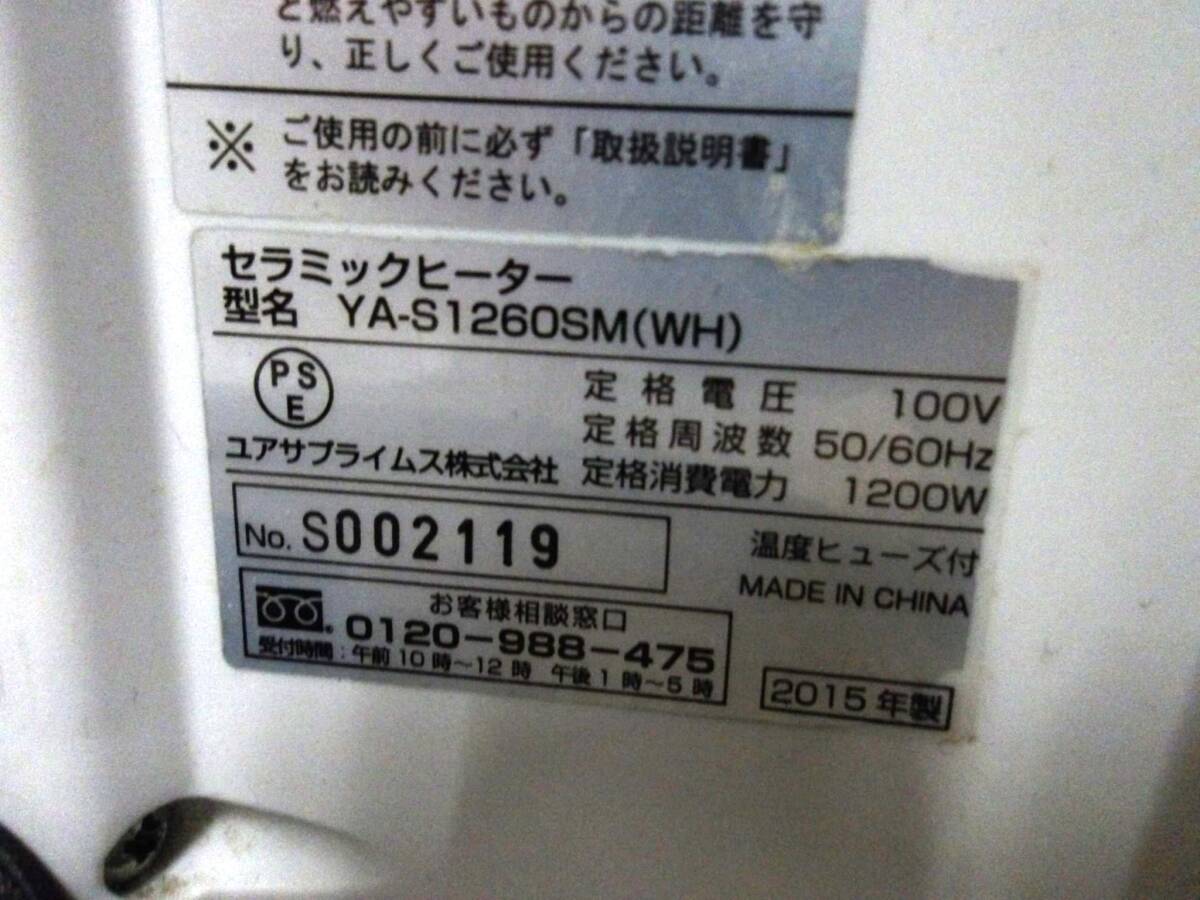 と燃えやすいものからの距離を守
り、正しくご使用ください。
※ ご使用の前に必ず「取扱説明書」
をお読みください。
セラミックヒーター
型名 YA-S1260SM(WH)
PSE
定格電圧 100V
定格周波数 50/60Hz
ユアサプライムス株式会社 定格消費電力 1200W
No. S002119
温度ヒューズ付
MADE IN CHINA
お客様相談窓口
0120-988-475
受付時間:午前10時~12時 午後1時~5時
2015年製